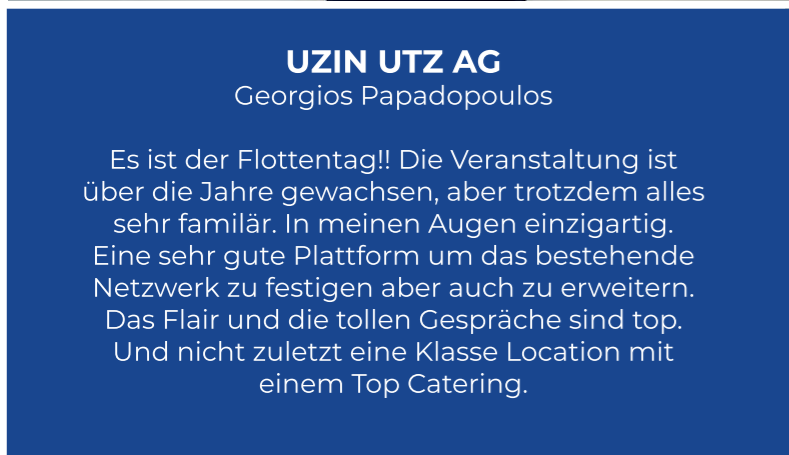 UZIN UTZ AG
Georgios Papadopoulos
Es ist der Flottentag!! Die Veranstaltung ist
über die Jahre gewachsen, aber trotzdem alles
sehr familär. In meinen Augen einzigartig.
Eine sehr gute Plattform um das bestehende
Netzwerk zu festigen aber auch zu erweitern.
Das Flair und die tollen Gespräche sind top.
Und nicht zuletzt eine Klasse Location mit
einem Top Catering.